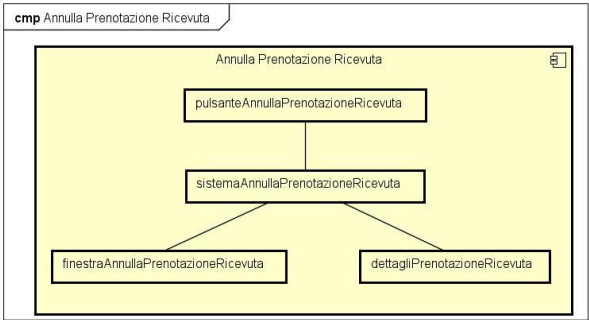 cmp Annulla Prenotazione Ricevuta
Annulla Prenotazione Ricevuta
pulsanteAnnullaPrenotazioneRicevuta
sistemaAnnullaPrenotazioneRicevuta
finestraAnnullaPrenotazioneRicevuta
dettagliPrenotazioneRicevuta